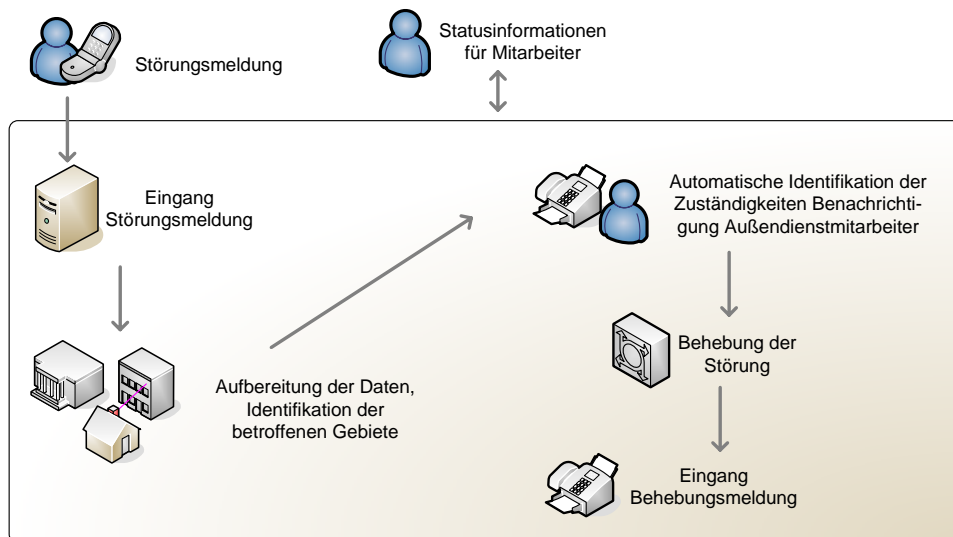 Störungsmeldung
Statusinformationen
für Mitarbeiter
Eingang
Störungsmeldung
Automatische Identifikation der
Zuständigkeiten Benachrichti-
gung Außendienstmitarbeiter
Aufbereitung der Daten,
Identifikation der
betroffenen Gebiete
Behebung der
Störung
Eingang
Behebungsmeldung